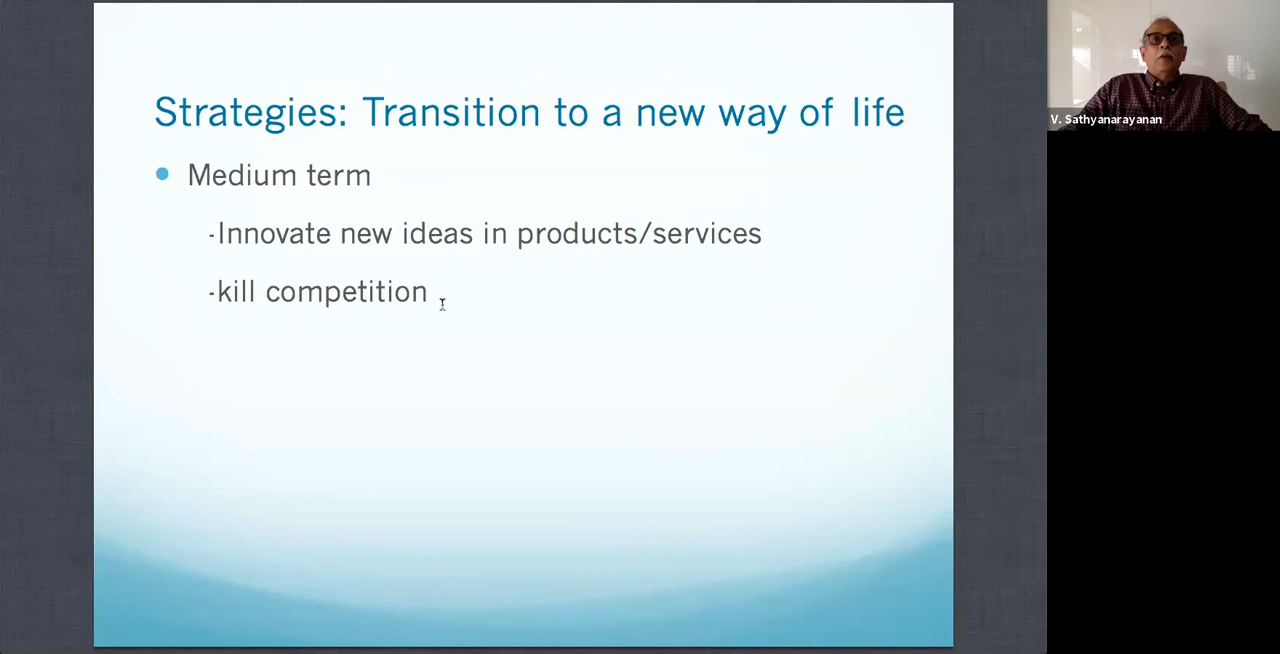 Strategies: Transition to a new way of life
Medium term
-Innovate new ideas in products/services
-kill competition
V. Sathyanarayanan